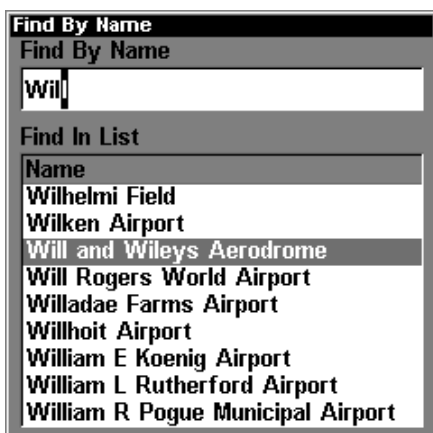 Find By Name
Find By Name
Will
Find In List
Name
Wilhelmi Field
Wilken Airport
Will and Wileys Aerodrome
Will Rogers World Airport
Willadae Farms Airport
Willhoit Airport
William E Koenig Airport
William L Rutherford Airport
William R Pogue Municipal Airport